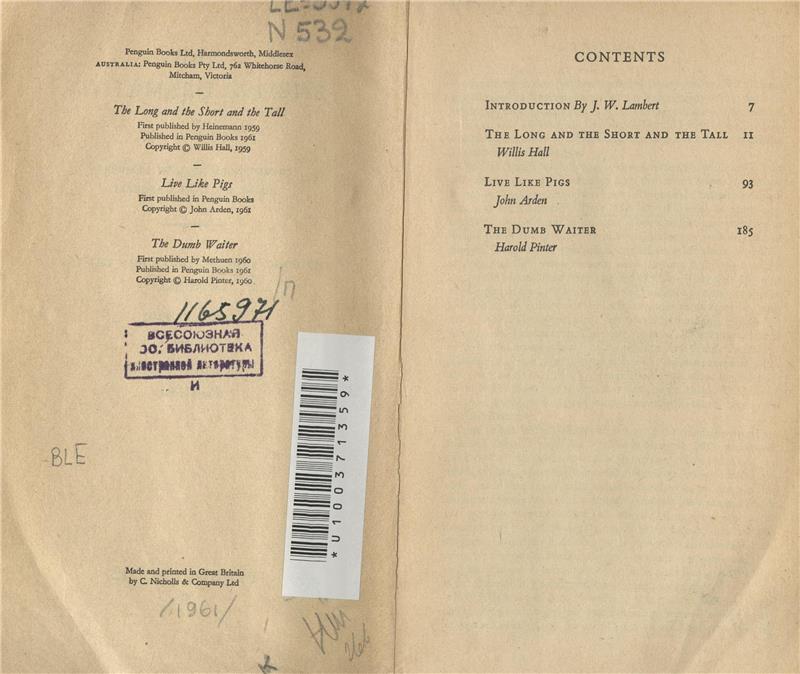 N 532
Penguin Books Ltd, Harmondsworth, Middlesex
AUSTRALIA: Penguin Books Pty Ltd, 762 Whitehorse Road,
Mitcham, Victoria
The Long and the Short and the Tall
First published by Heinemann 1959
Published in Penguin Books 1961
Copyright © Willis Hall, 1959
Live Like Pigs
First published in Penguin Books
Copyright © John Arden, 1961
The Dumb Waiter
First published by Methuen 1960
Published in Penguin Books 1961
Copyright © Harold Pinter, 1960
1165971/п
ВСЕСОЮЗНАЯ
БИБЛИОТЕКА
иностранной литературы
И
*U100371359*
BLE
Made and printed in Great Britain
by C. Nicholls & Company Ltd
/1961/
CONTENTS
INTRODUCTION By J. W. Lambert 7
THE LONG AND THE SHORT AND THE TALL 11
Willis Hall
LIVE LIKE PIGS 93
John Arden
THE DUMB WAITER 185
Harold Pinter